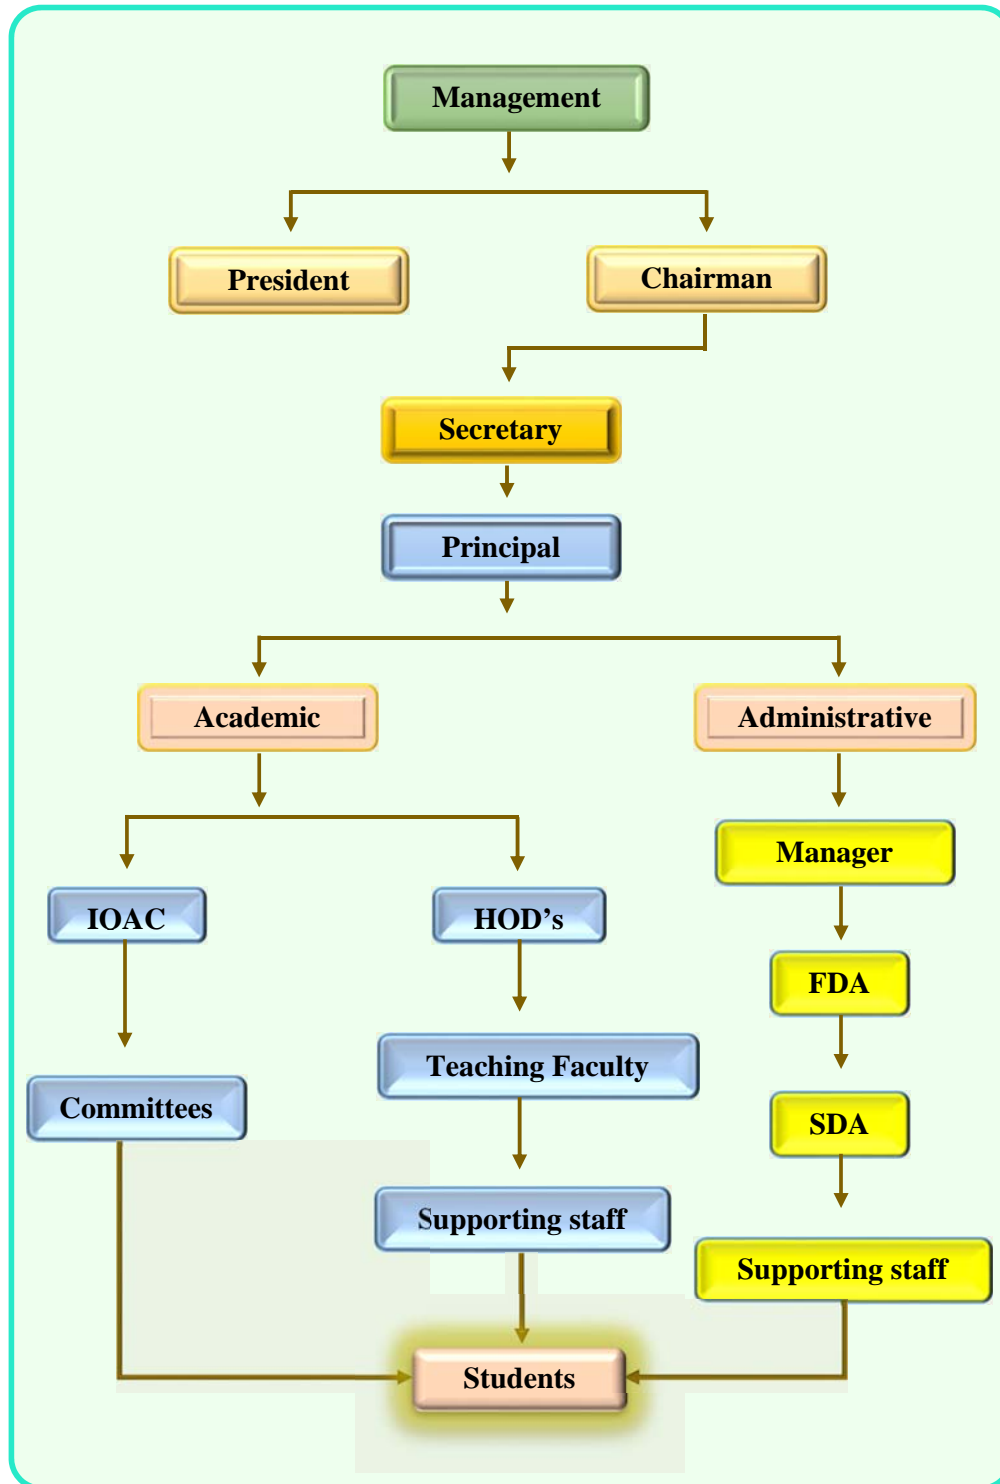 Management
President
Chairman
Secretary
Principal
Academic
Administrative
Manager
IOAC
HOD's
FDA
Teaching Faculty
Committees
SDA
Supporting staff
Supporting staff
Students